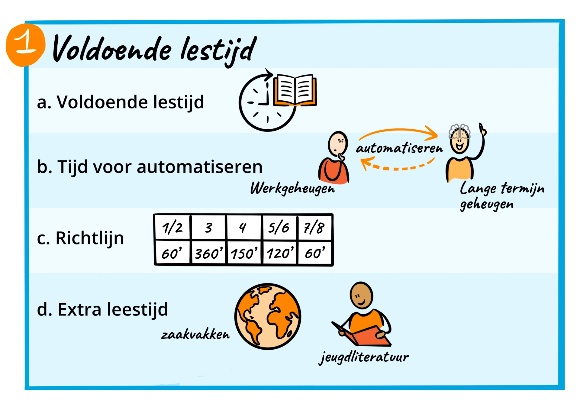 1 Voldoende lestijd
a. Voldoende lestijd
b. Tijd voor automatiseren
automatiseren
Werkgeheugen
Lange termijn
geheugen
c. Richtlijn
1/2 3 4 5/6 7/8
60' 360' 150' 120' 60'
d. Extra leestijd
zaakvakken
jeugdliteratuur